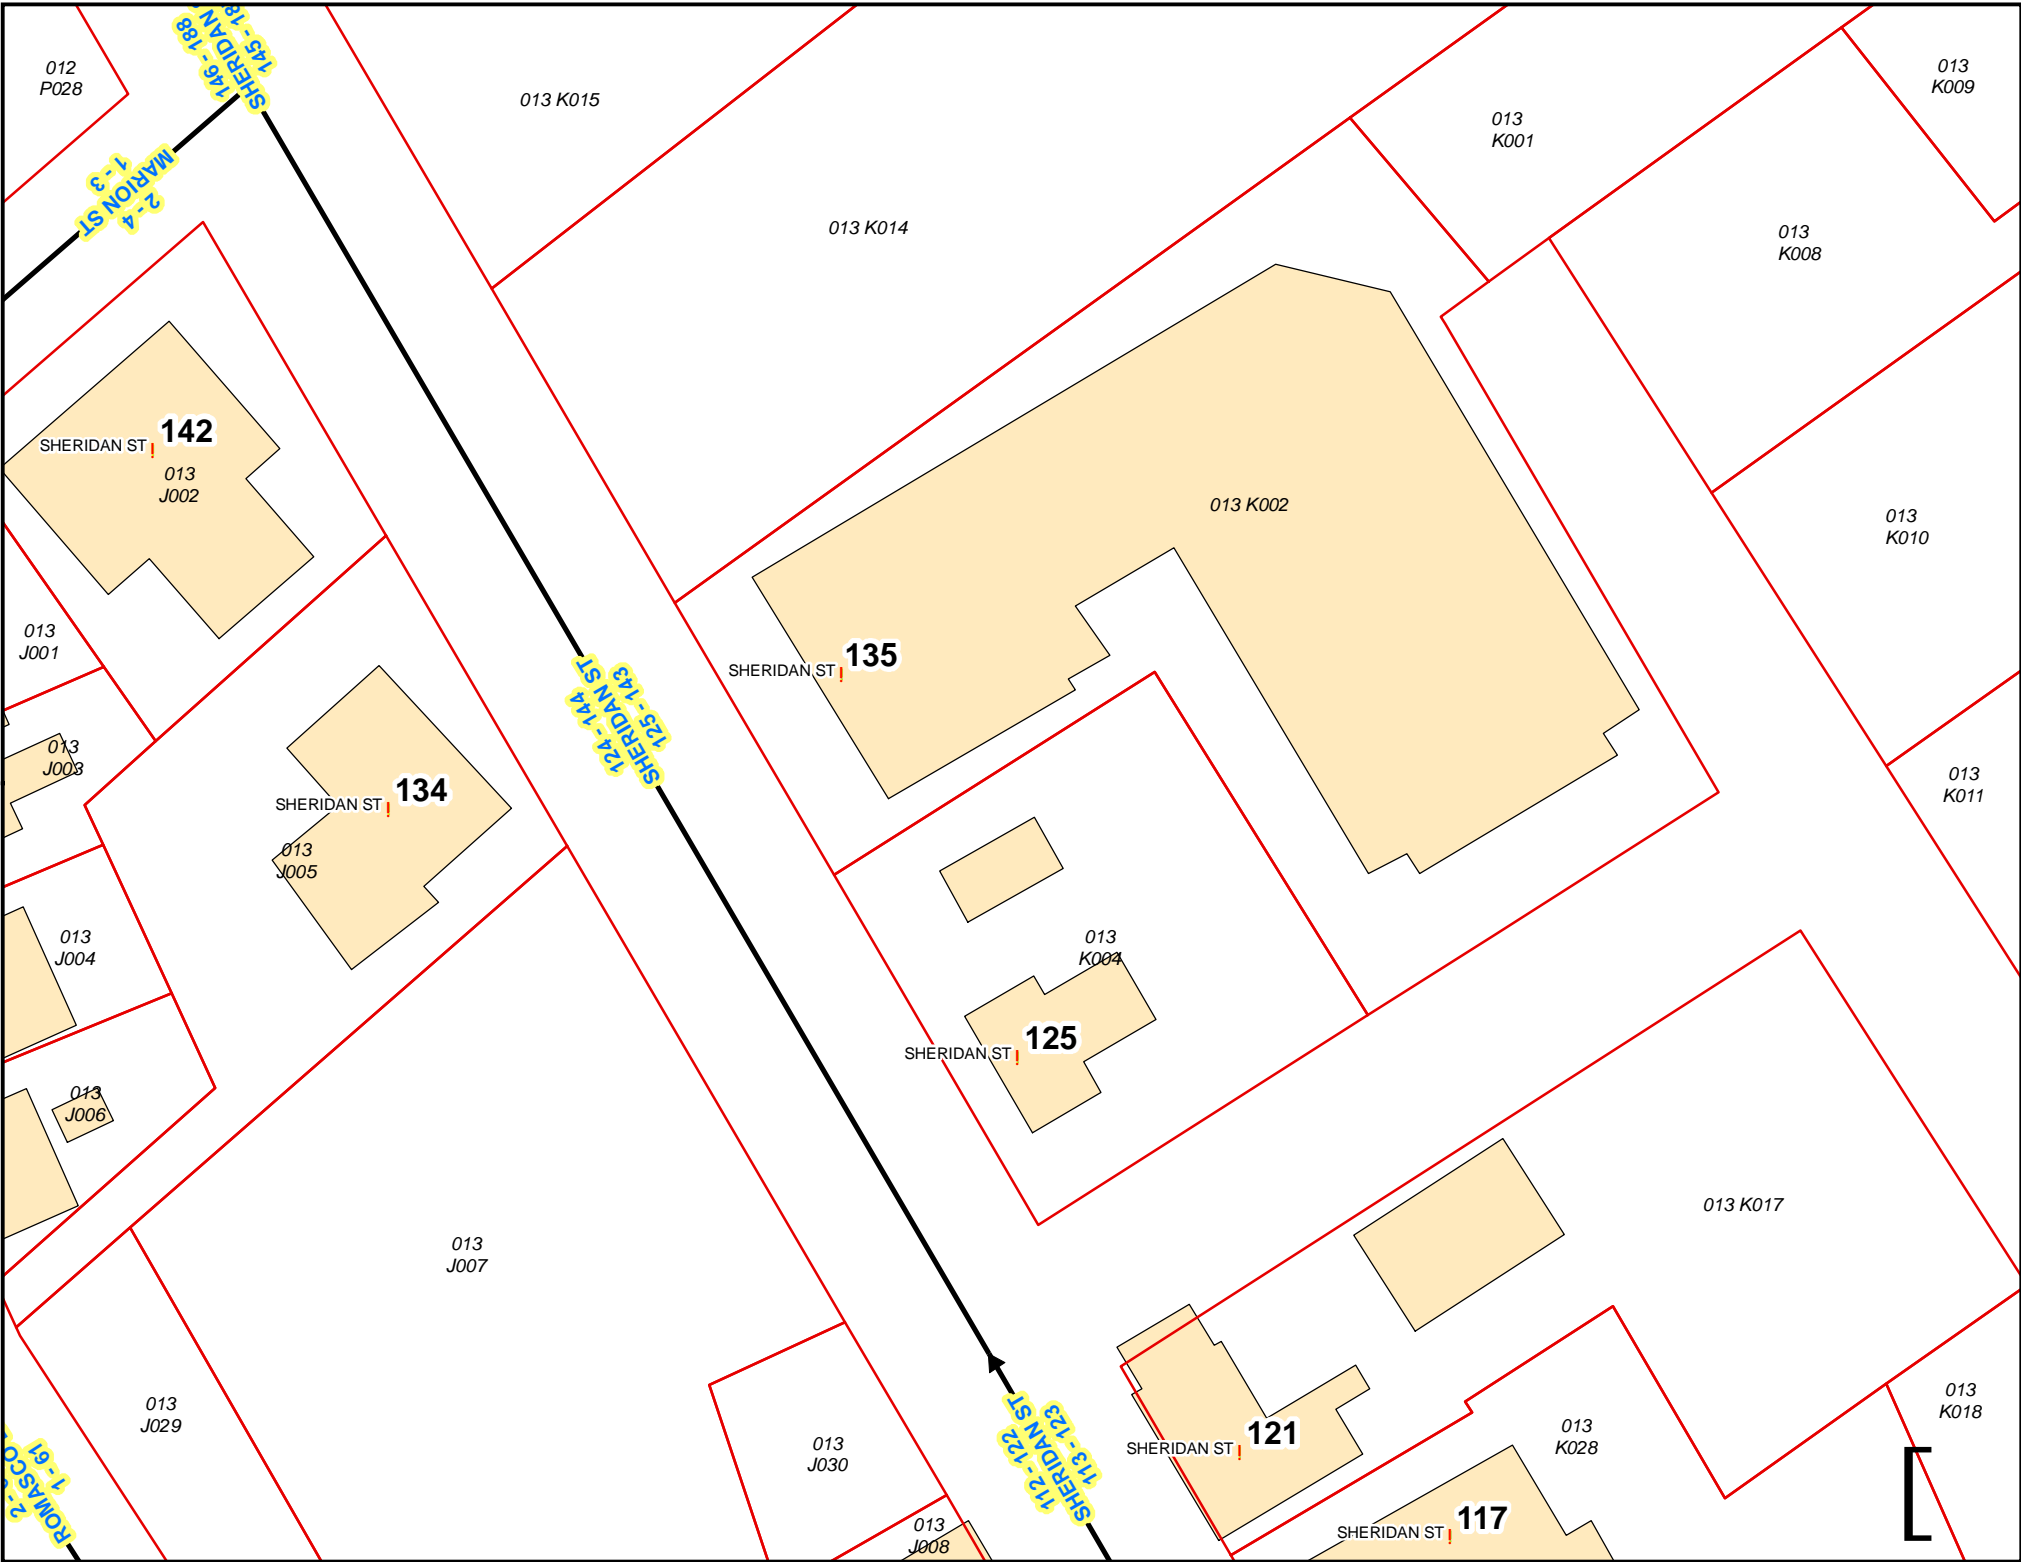 012
P028
146 - 188
SHERIDAN
013 K015
013
K009
013
K001
MARION ST
1 - 3
2 - 4
013 K014
013
K008
SHERIDAN ST
142
013
J002
013 K002
013
K010
013
J001
SHERIDAN ST
135
124 - 144
SHERIDAN ST
125 - 143
013
J003
SHERIDAN ST
134
013
K011
013
J005
013
J004
013
K004
SHERIDAN ST
125
013
J006
013 K017
013
J007
013
J029
013
J030
112 - 122
SHERIDAN ST
113 - 123
SHERIDAN ST
121
013
K028
013
K018
ROMASCO
1 - 61
013
J008
SHERIDAN ST
117